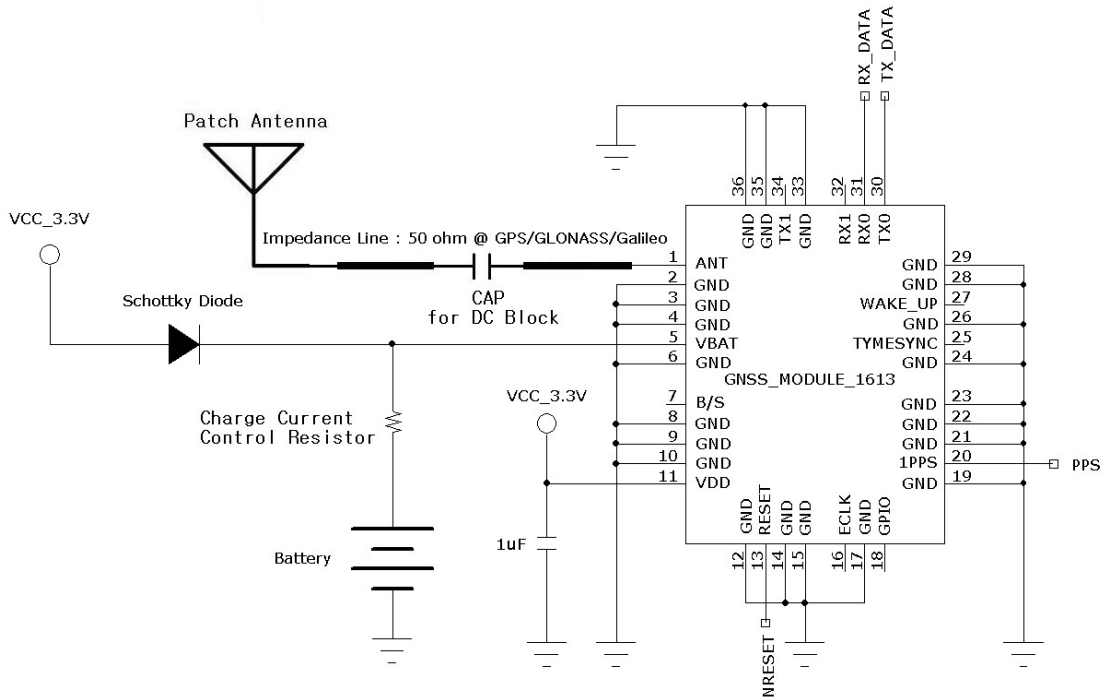 RX_DATA
TX_DATA
Patch Antenna
VCC_3.3V
Impedance Line : 50 ohm @ GPS/GLONASS/Galileo
CAP
for DC Block
Schottky Diode
Charge Current
Control Resistor
Battery
VCC_3.3V
1uF
36 35 34 33 32 31 30
GND GND TX1 GND RX1 RX0 TX0
1 ANT
2 GND
3 GND
4 GND
5 VBAT
6 GND
7 B/S
8 GND
9 GND
10 GND
11 VDD
GNSS_MODULE_1613
GND 29
GND 28
WAKE_UP 27
GND 26
TYMESYNC 25
GND 24
GND 23
GND 22
GND 21
1PPS 20
GND 19
PPS
GND RESET GND GND ECLK GND GPIO
12 13 14 15 16 17 18
NRESET